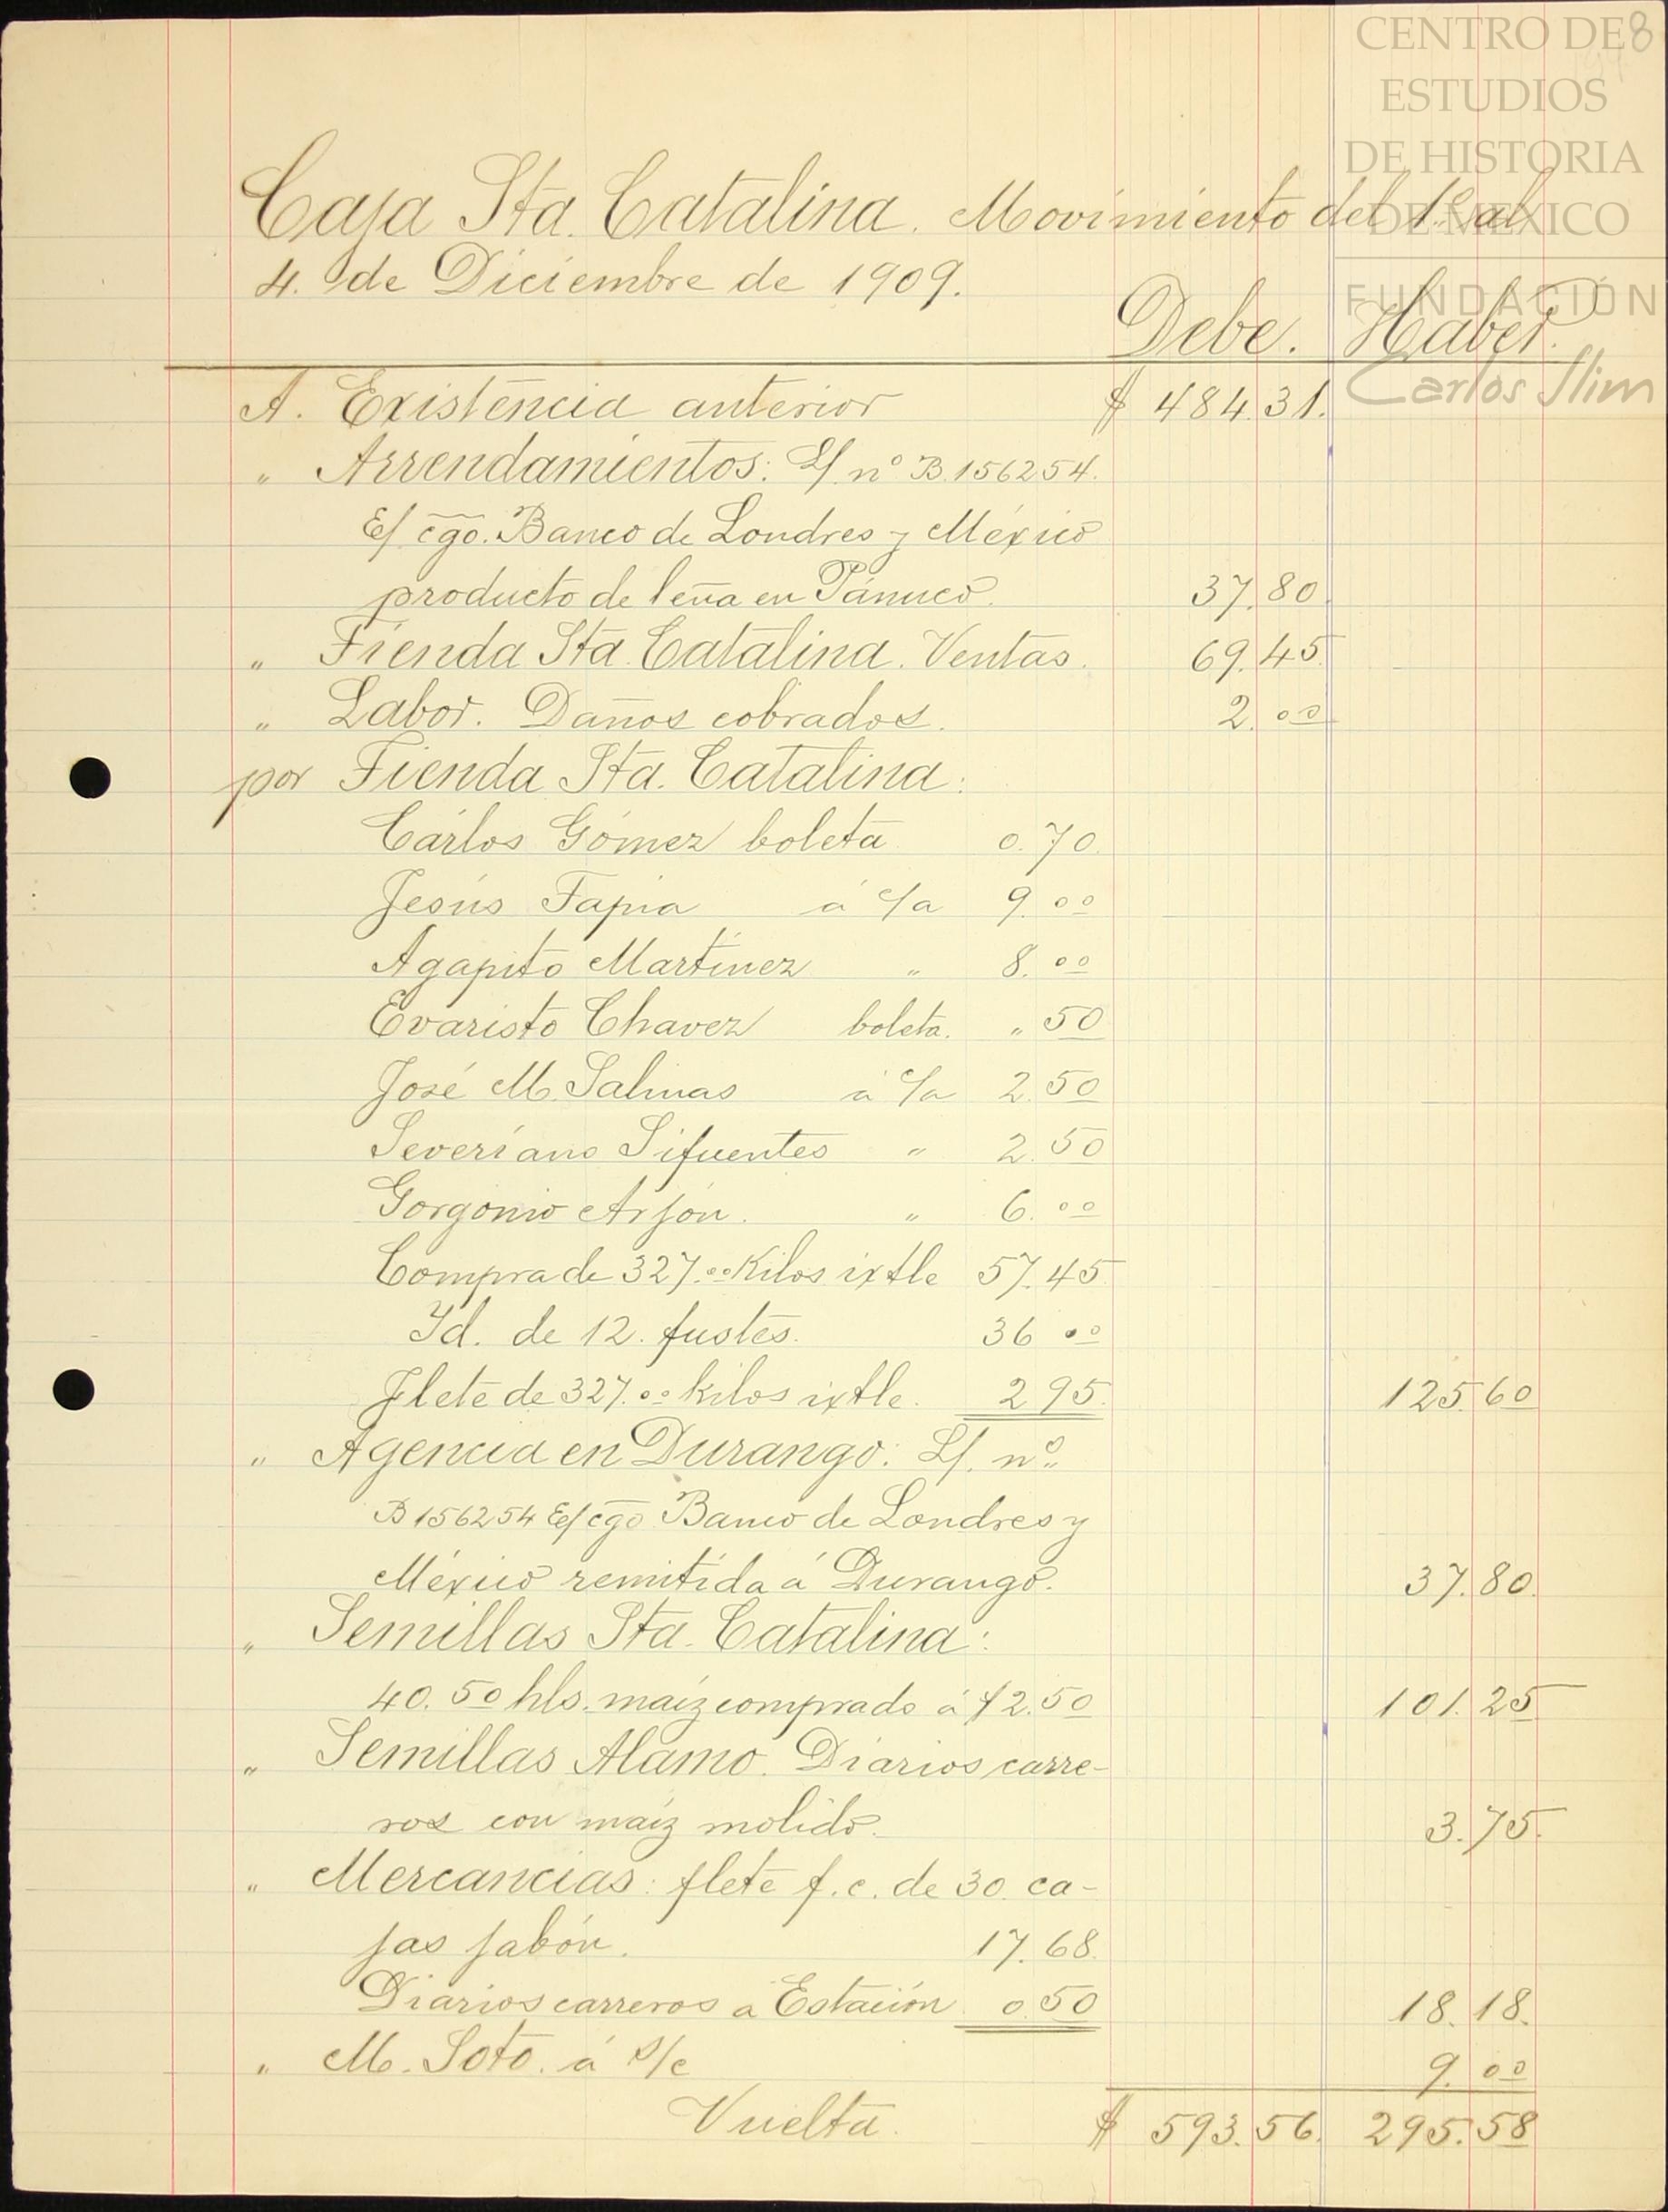 CENTRO DE 8
ESTUDIOS
DE HISTORIA
DE MÉXICO
FUNDACIÓN
Carlos Slim
Caja Sta. Catalina. Movimiento del 1º al
4. de Diciembre de 1909.
Debe. Haber.
A. Existencia anterior $ 484.31.
" Arrendamientos: L/ nº B.156254.
E/ cgo. Banco de Londres y México
producto de leña en Pánuco. 37.80
" Tienda Sta. Catalina. Ventas. 69.45
" Labor. Daños cobrados. 2.00
por Tienda Sta. Catalina:
Cárlos Gómez boleta 0.70
Jesús Tapia á c/a 9.00
Agapito Martínez " 8.00
Evaristo Chavez boleta. " 50
José M. Salinas á c/a 2.50
Severiano Sifuentes " 2.50
Gorgonio Arjón. " 6.00
Compra de 327.00 Kilos ixtle 57.45
Id. de 12. fustes. 36 00
Flete de 327.00 kilos ixtle. 2 95. 125.60
" Agencia en Durango: L/. nº
B 156254 E/ cgo Banco de Londres y
México remitida á Durango. 37.80.
" Semillas Sta. Catalina:
40.50 hls. maíz comprado á $2.50 101.25
" Semillas Alamo. Diarios carre-
ros con maíz molido. 3.75.
" Mercancias: flete f.c. de 30. ca-
jas jabón. 17.68.
Diarios carreros a Estación 0.50 18.18.
" M. Soto. á s/c 9.00
Vuelta. $ 593.56. 295.58